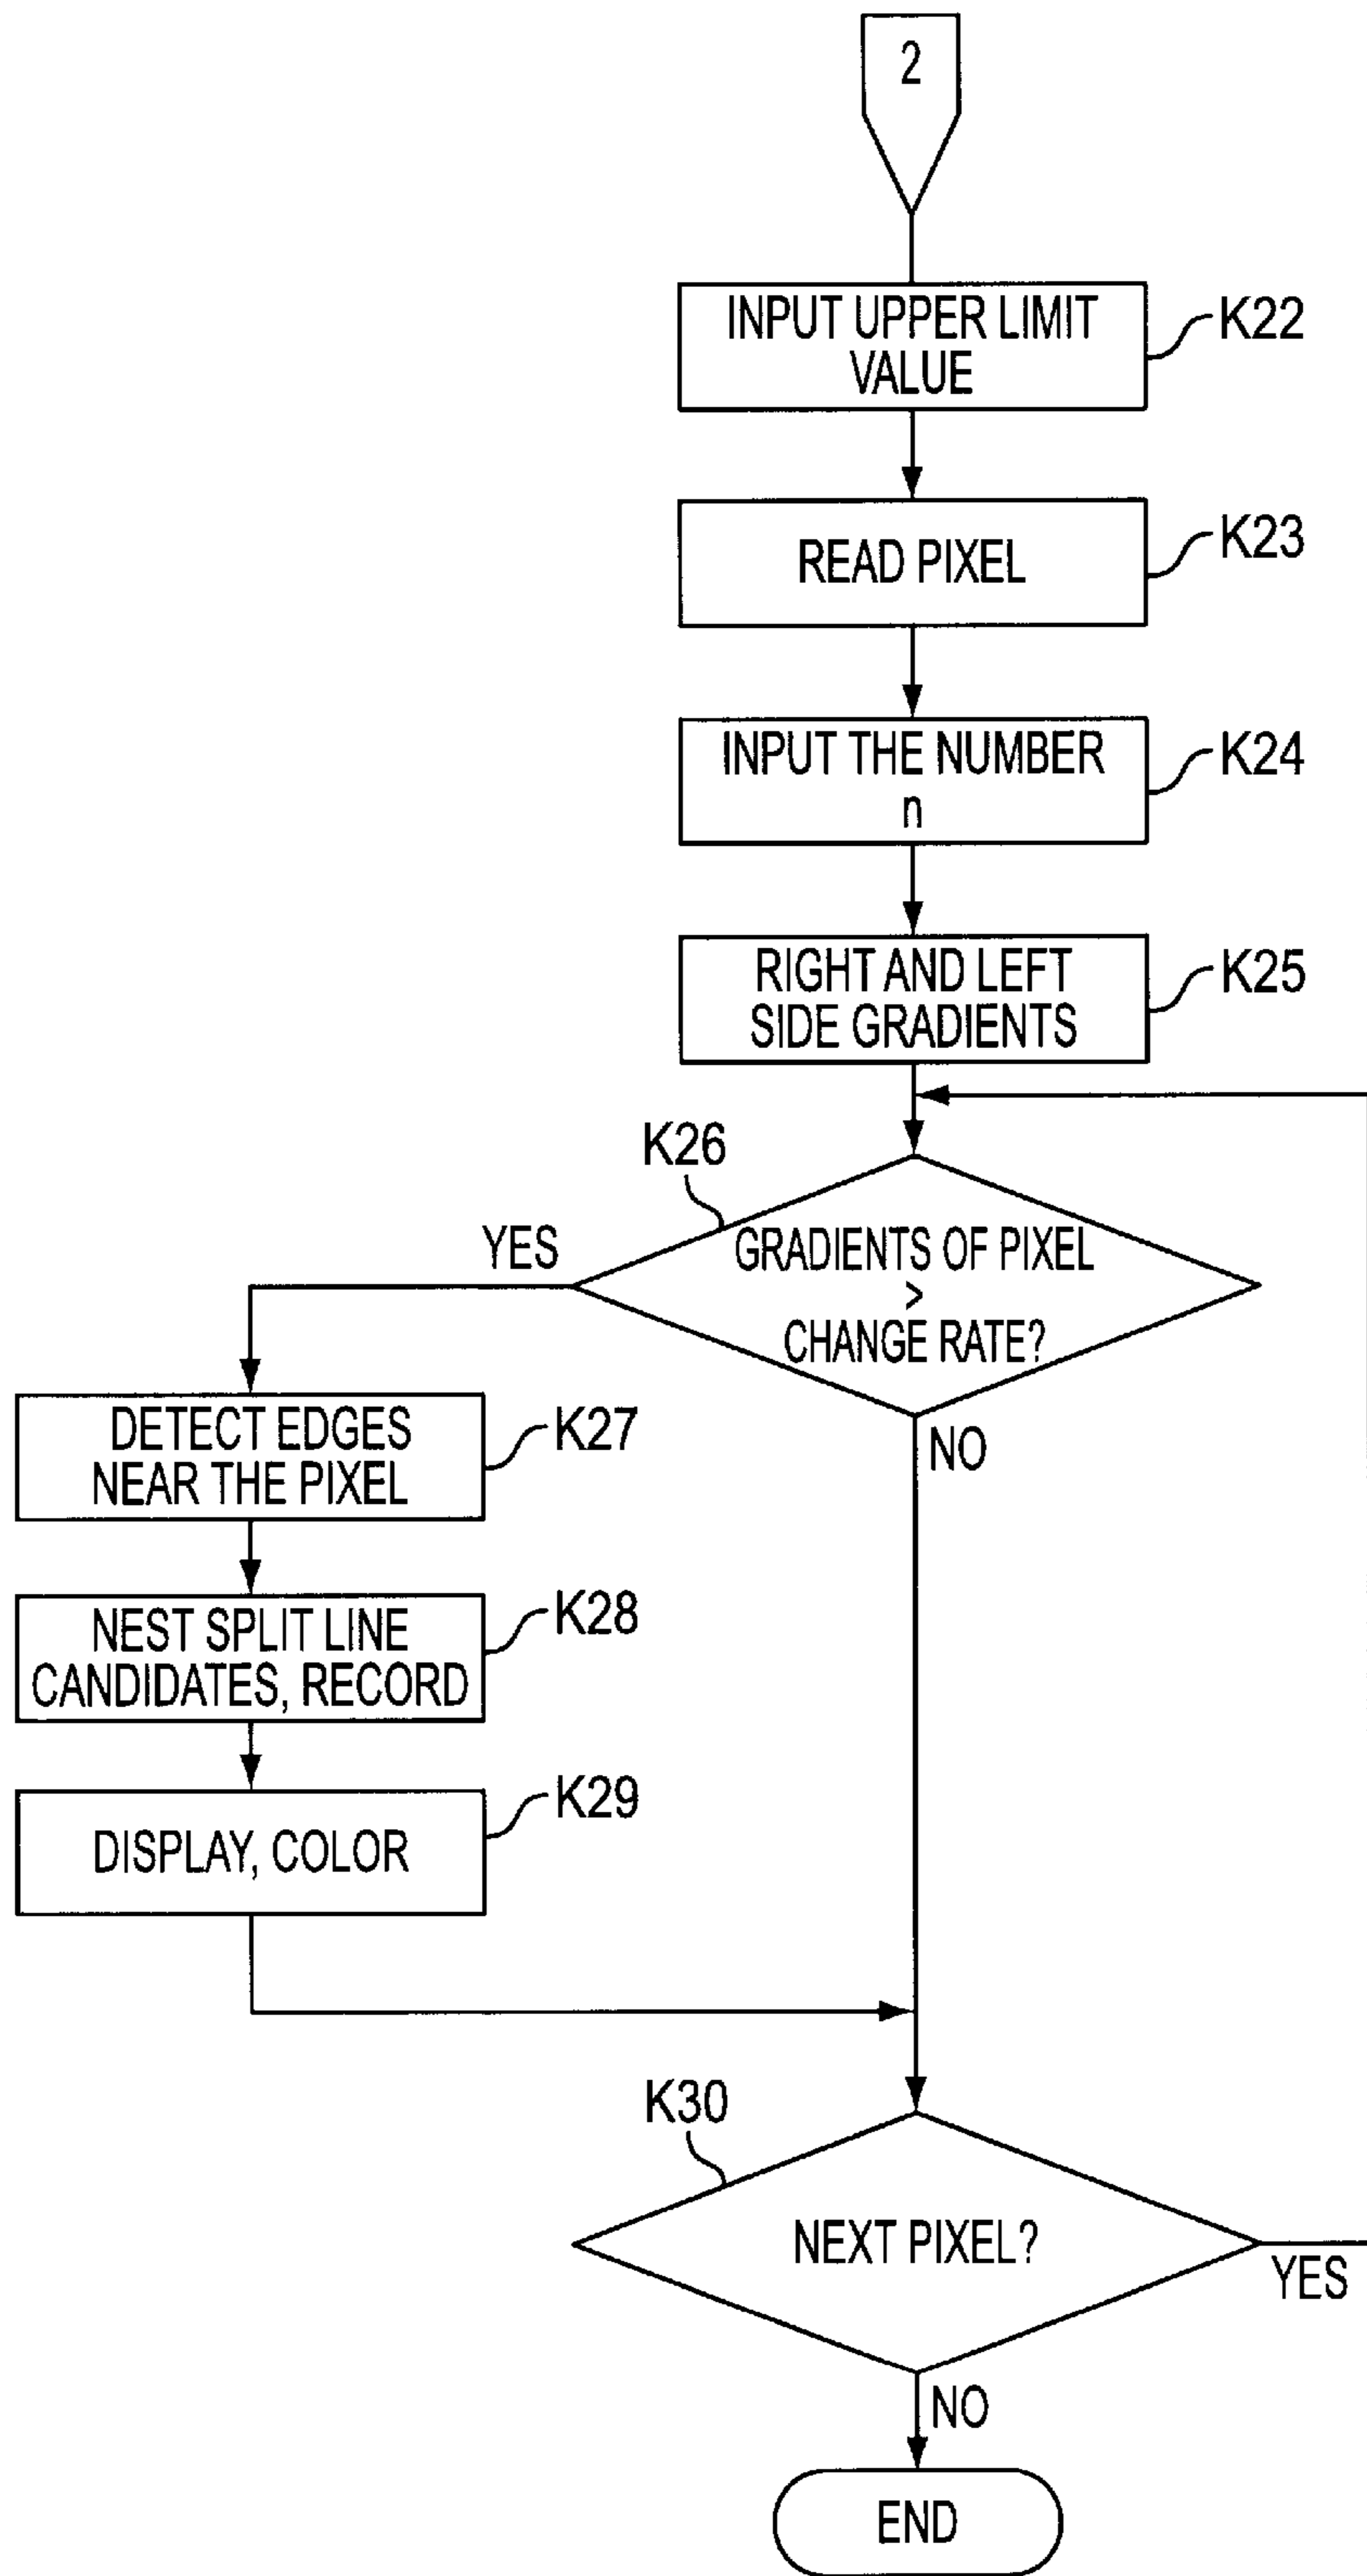 2
INPUT UPPER LIMIT
VALUE
K22
READ PIXEL
K23
INPUT THE NUMBER
n
K24
RIGHT AND LEFT
SIDE GRADIENTS
K25
K26
YES
GRADIENTS OF PIXEL
>
CHANGE RATE?
NO
DETECT EDGES
NEAR THE PIXEL
K27
NEST SPLIT LINE
CANDIDATES, RECORD
K28
DISPLAY, COLOR
K29
K30
NEXT PIXEL?
YES
NO
END